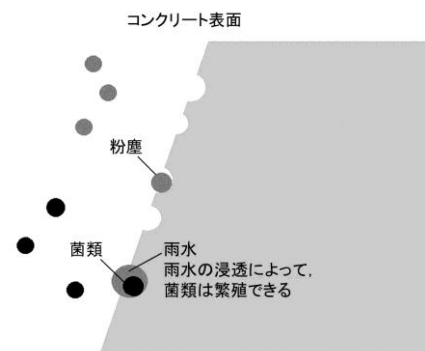 コンクリート表面
粉塵
菌類
雨水
雨水の浸透によって，
菌類は繁殖できる